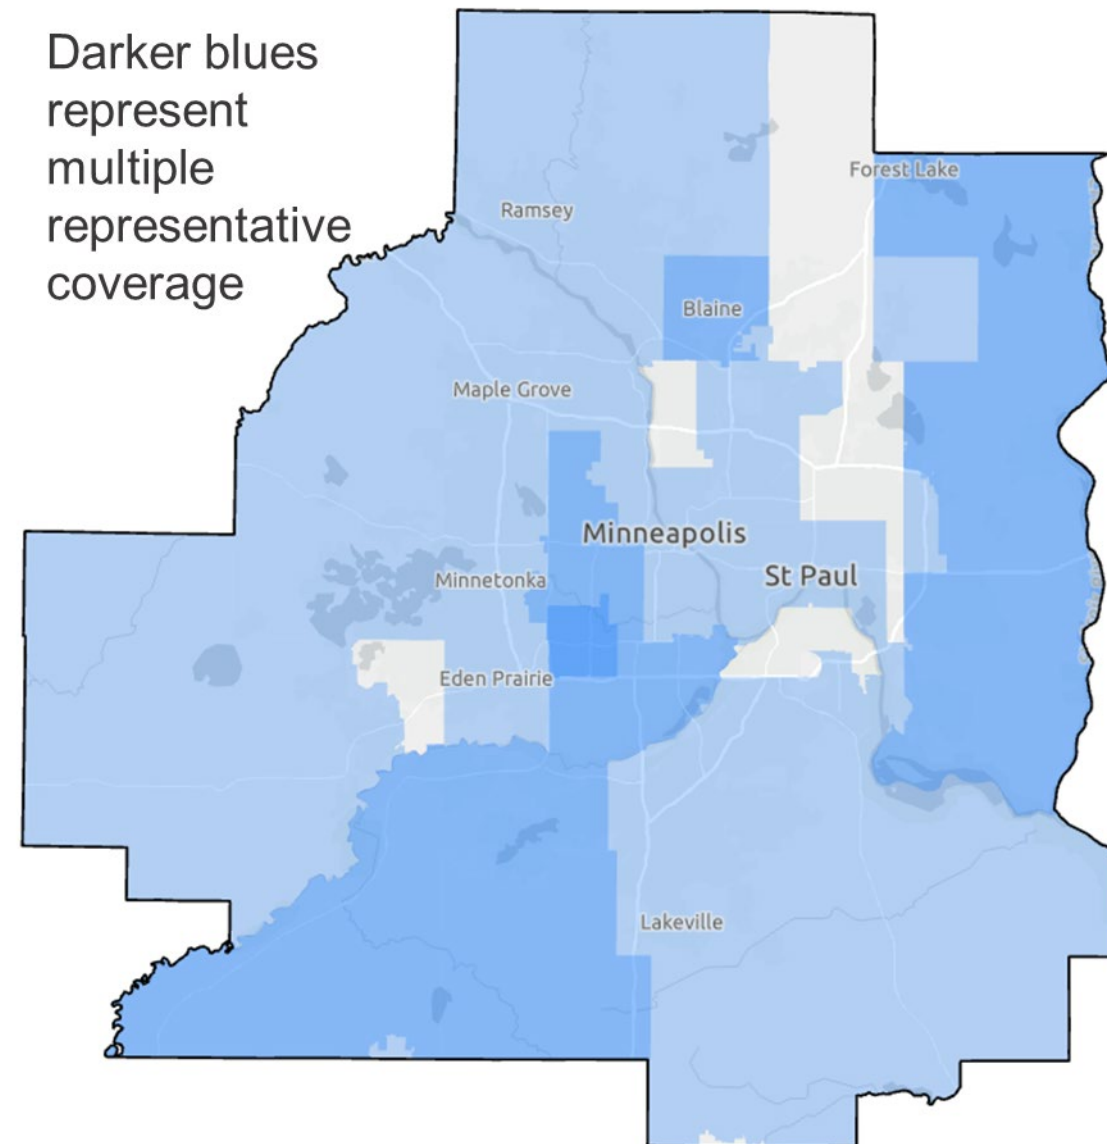 Darker blues
represent
multiple
representative
coverage
Forest Lake
Ramsey
Blaine
Maple Grove
Minneapolis
St Paul
Minnetonka
Eden Prairie
Lakeville